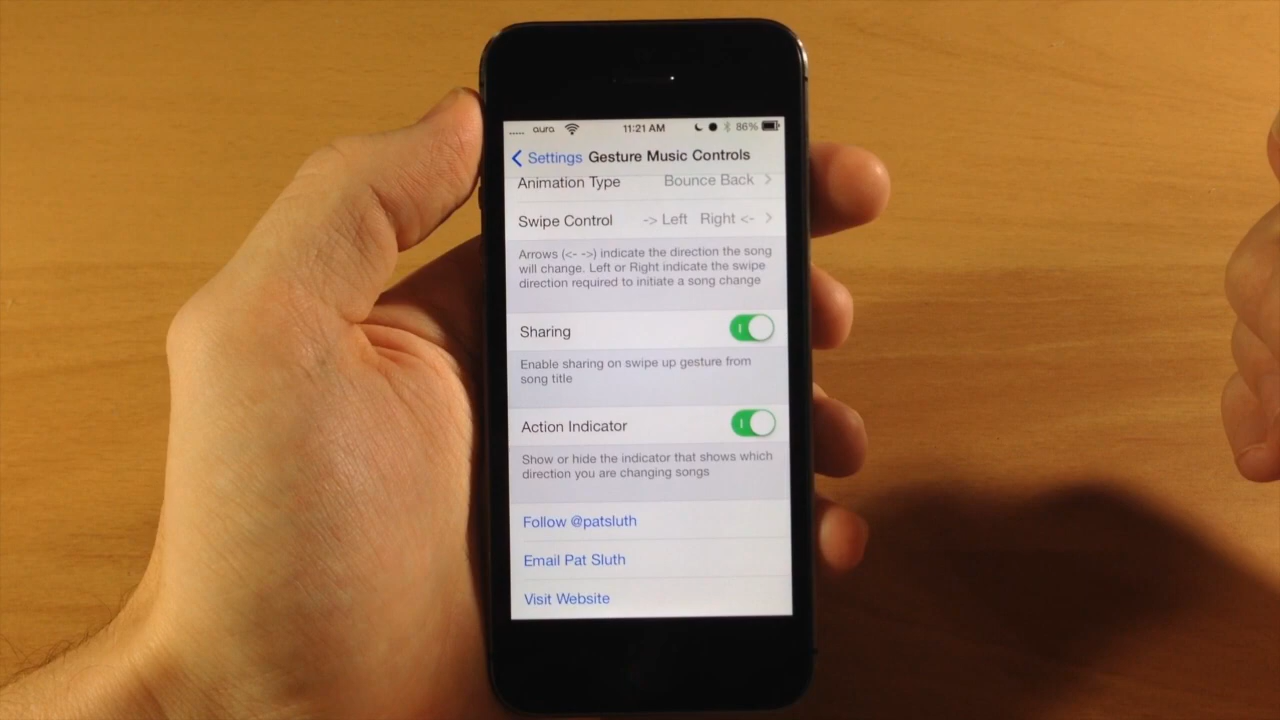 ..... aura 11:21 AM 86%
Settings Gesture Music Controls
Animation Type Bounce Back
Swipe Control -> Left Right <-
Arrows (<- ->) indicate the direction the song
will change. Left or Right indicate the swipe
direction required to initiate a song change
Sharing
Enable sharing on swipe up gesture from
song title
Action Indicator
Show or hide the indicator that shows which
direction you are changing songs
Follow @patsluth
Email Pat Sluth
Visit Website